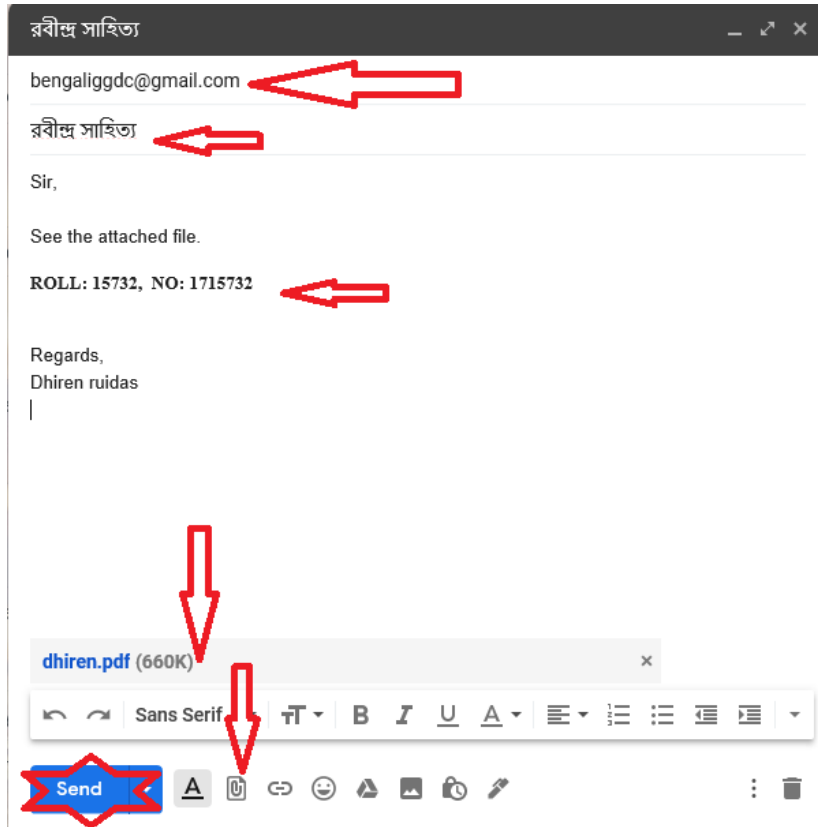 রবীন্দ্র সাহিত্য
bengaliggdc@gmail.com
রবীন্দ্র সাহিত্য
Sir,
See the attached file.
ROLL: 15732, NO: 1715732
Regards,
Dhiren ruidas
dhiren.pdf (660K)
Sans Serif
Send